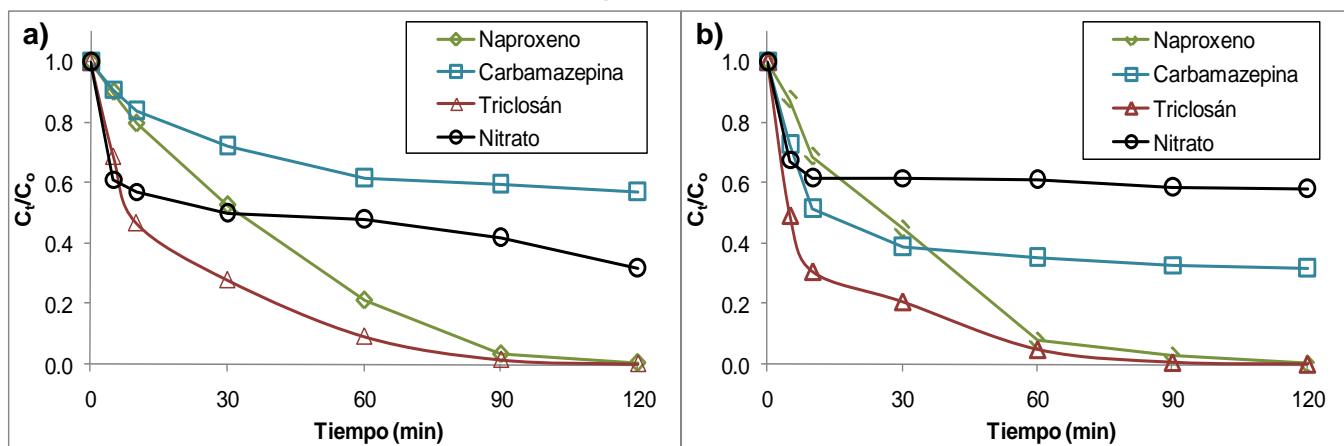 a)
Naproxeno
Carbamazepina
Triclosán
Nitrato
1.0
0.8
0.6
0.4
0.2
0.0
Ct/Co
0 30 60 90 120
Tiempo (min)
b)
Naproxeno
Carbamazepina
Triclosán
Nitrato
1.0
0.8
0.6
0.4
0.2
0.0
Ct/Co
0 30 60 90 120
Tiempo (min)